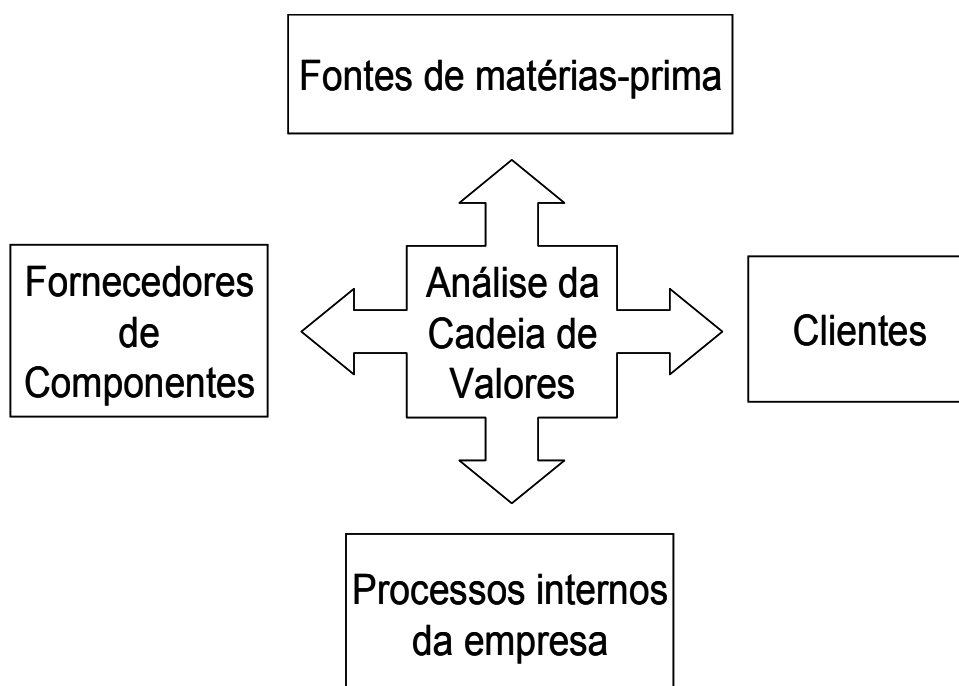 Fontes de matérias-prima
Fornecedores
de
Componentes
Análise da
Cadeia de
Valores
Clientes
Processos internos
da empresa